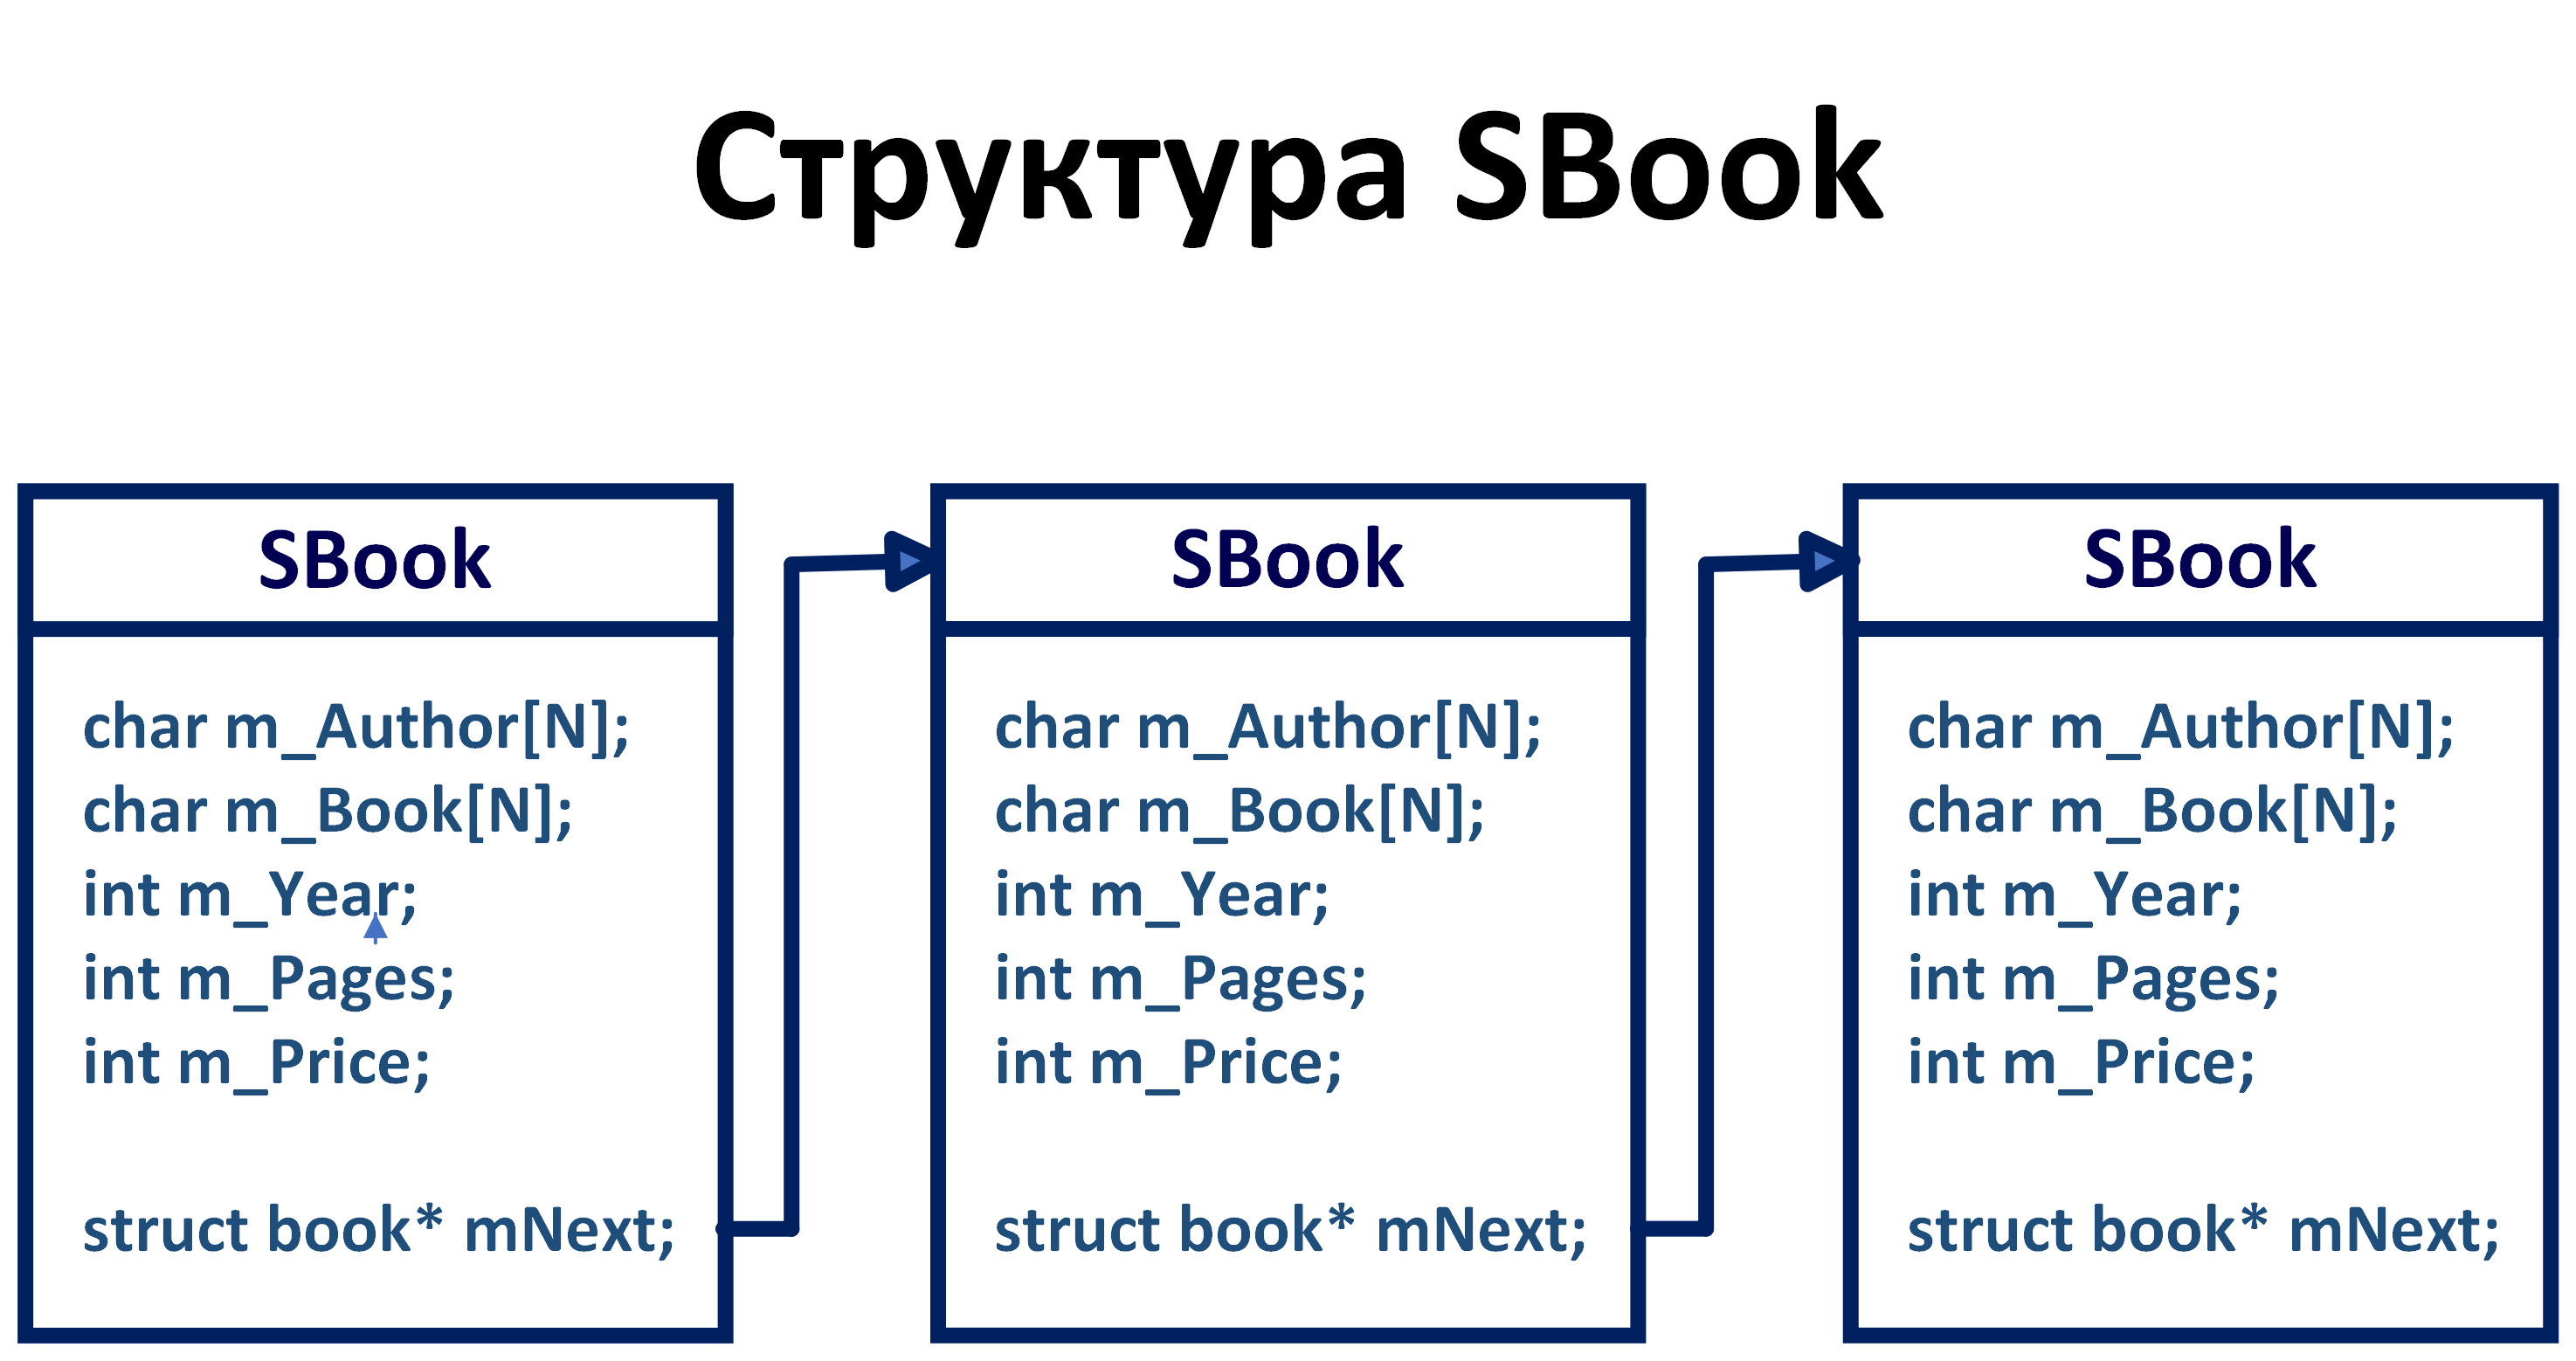 Структура SBook
SBook
char m_Author[N];
char m_Book[N];
int m_Year;
int m_Pages;
int m_Price;
struct book* mNext;
SBook
char m_Author[N];
char m_Book[N];
int m_Year;
int m_Pages;
int m_Price;
struct book* mNext;
SBook
char m_Author[N];
char m_Book[N];
int m_Year;
int m_Pages;
int m_Price;
struct book* mNext;